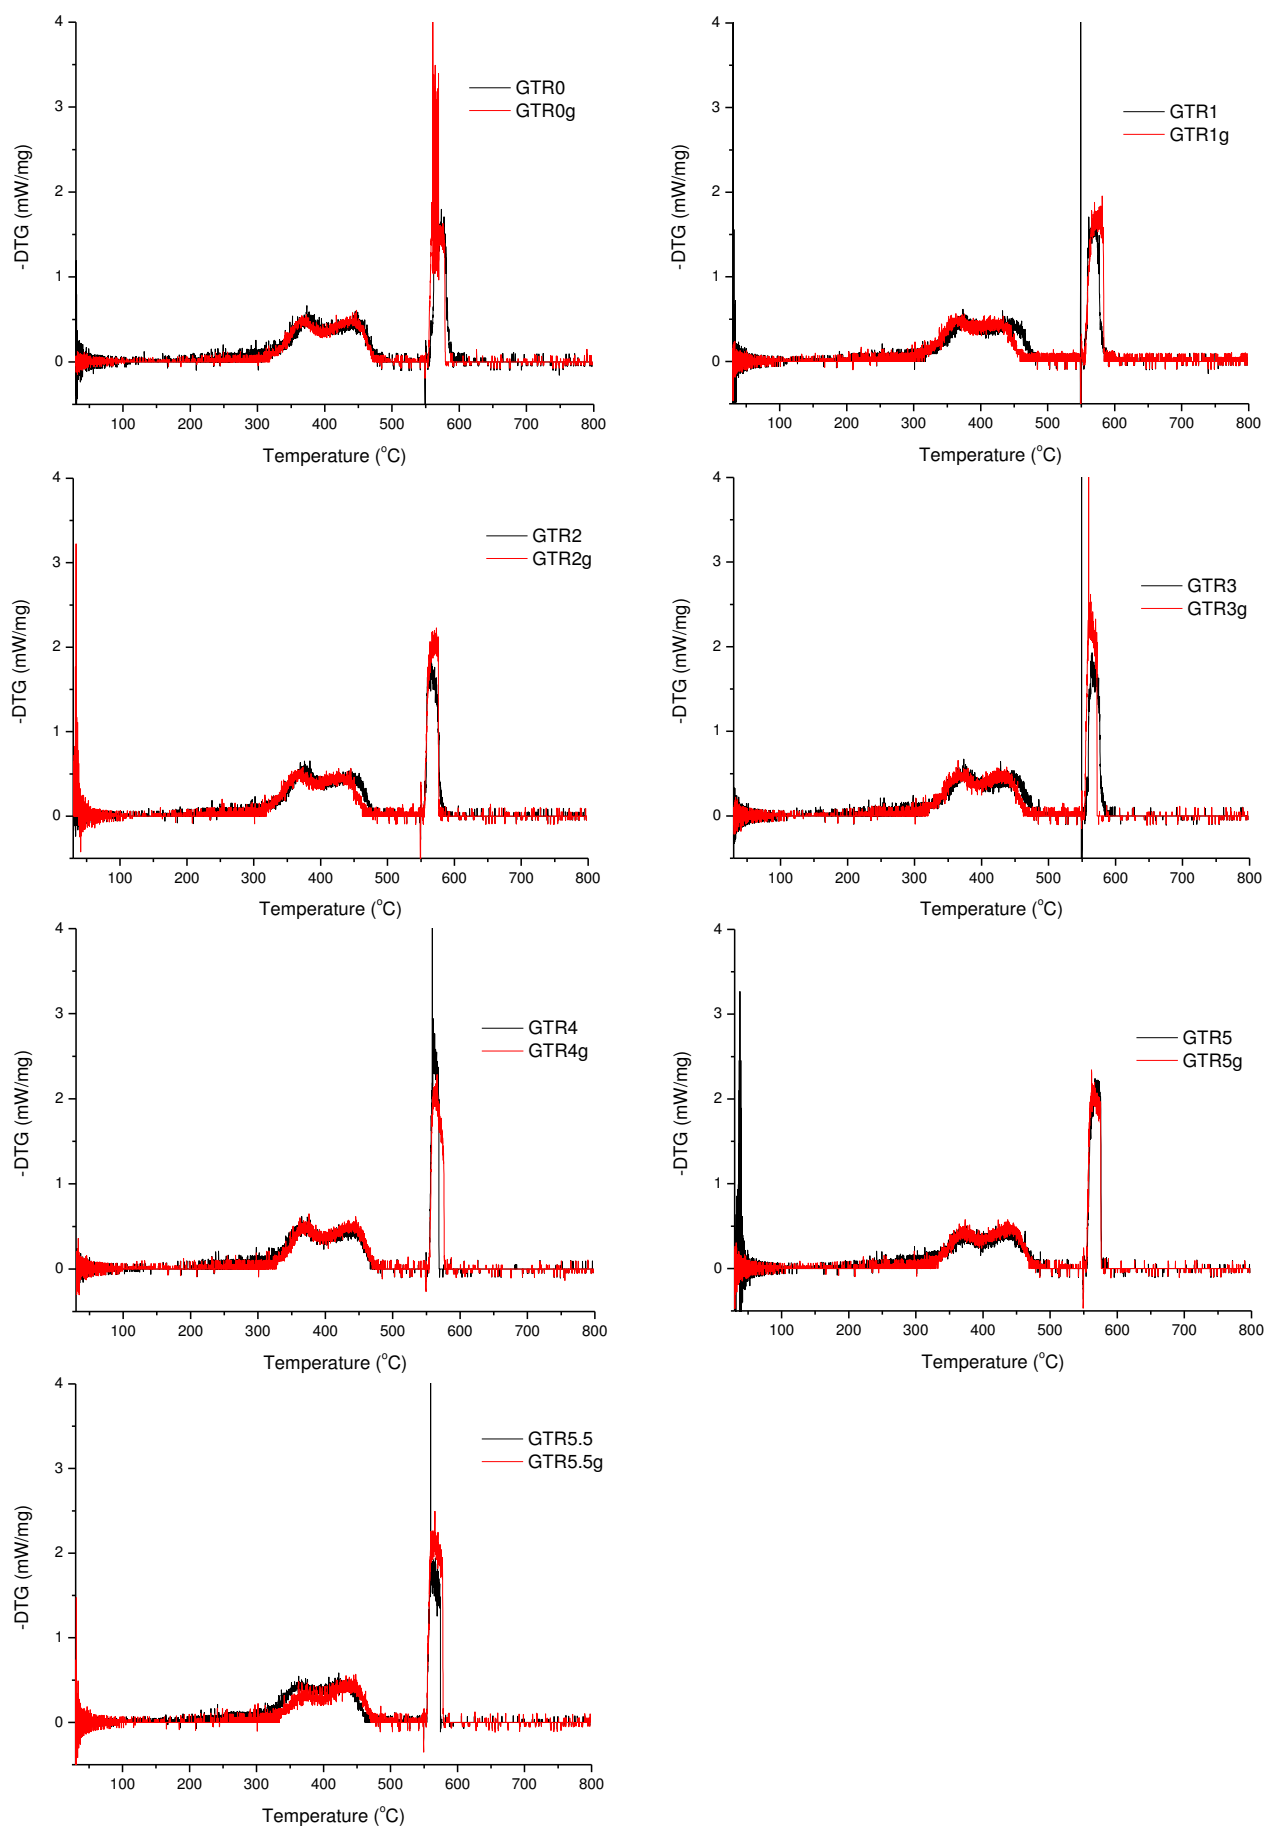 4
3
2
1
0
-DTG (mW/mg)
GTR0
GTR0g
100 200 300 400 500 600 700 800
Temperature (°C)
4
3
2
1
0
-DTG (mW/mg)
GTR1
GTR1g
100 200 300 400 500 600 700 800
Temperature (°C)
4
3
2
1
0
-DTG (mW/mg)
GTR2
GTR2g
100 200 300 400 500 600 700 800
Temperature (°C)
4
3
2
1
0
-DTG (mW/mg)
GTR3
GTR3g
100 200 300 400 500 600 700 800
Temperature (°C)
4
3
2
1
0
-DTG (mW/mg)
GTR4
GTR4g
100 200 300 400 500 600 700 800
Temperature (°C)
4
3
2
1
0
-DTG (mW/mg)
GTR5
GTR5g
100 200 300 400 500 600 700 800
Temperature (°C)
4
3
2
1
0
-DTG (mW/mg)
GTR5.5
GTR5.5g
100 200 300 400 500 600 700 800
Temperature (°C)